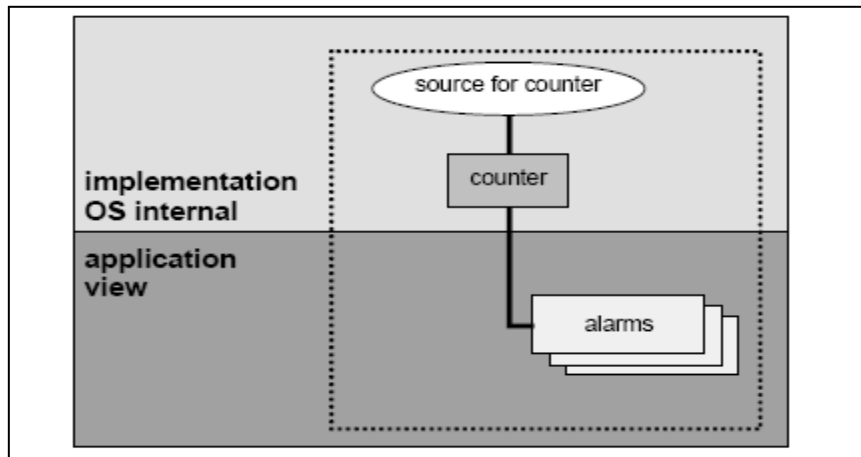 source for counter
counter
implementation
OS internal
application
view
alarms